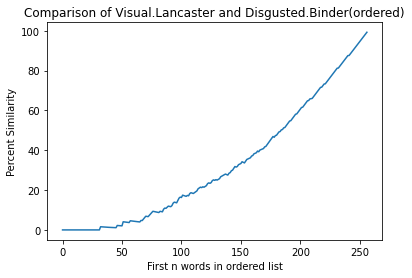 Comparison of Visual.Lancaster and Disgusted.Binder(ordered)
100
80
60
40
20
0
Percent Similarity
0 50 100 150 200 250
First n words in ordered list